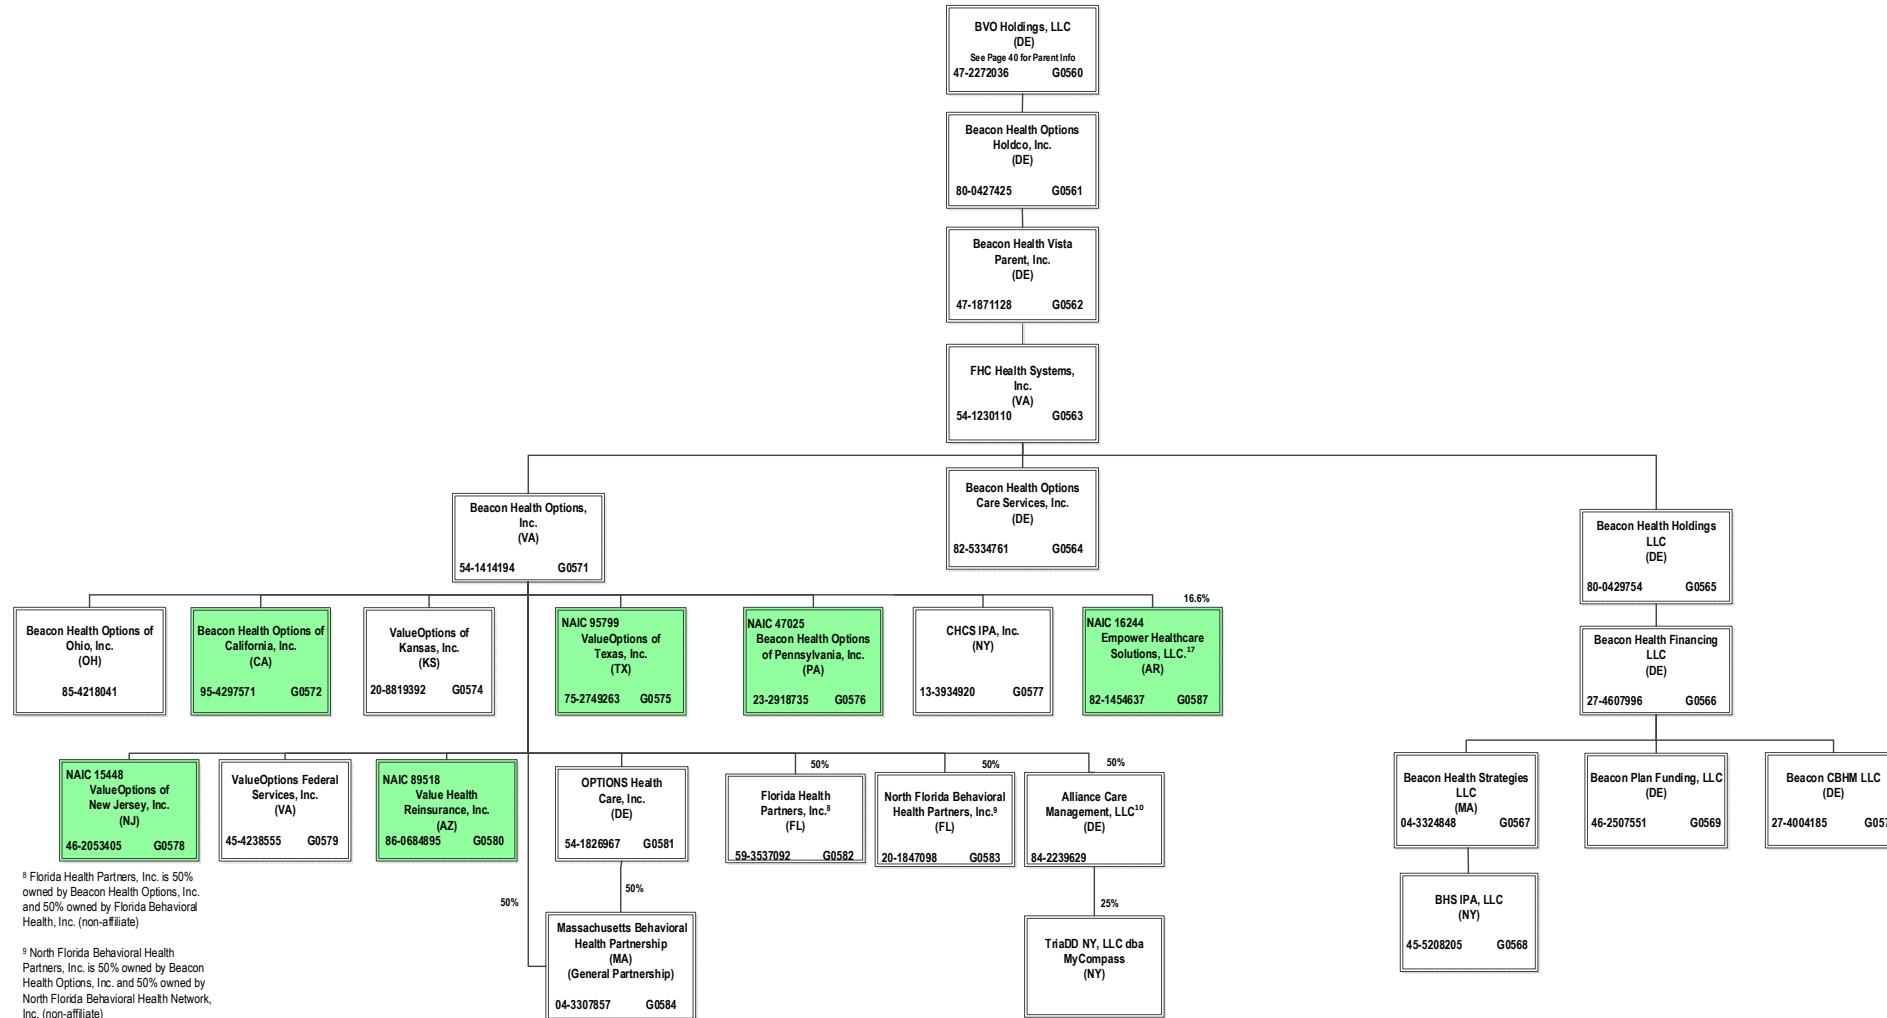 BVO Holdings, LLC
(DE)
See Page 40 for Parent Info
47-2272036 G0560
Beacon Health Options
Holdco, Inc.
(DE)
80-0427425 G0561
Beacon Health Vista
Parent, Inc.
(DE)
47-1871128 G0562
FHC Health Systems,
Inc.
(VA)
54-1230110 G0563
Beacon Health Options,
Inc.
(VA)
54-1414194 G0571
Beacon Health Options
Care Services, Inc.
(DE)
82-5334761 G0564
Beacon Health Holdings
LLC
(DE)
80-0429754 G0565
Beacon Health Options of
Ohio, Inc.
(OH)
85-4218041
Beacon Health Options of
California, Inc.
(CA)
95-4297571 G0572
ValueOptions of
Kansas, Inc.
(KS)
20-8819392 G0574
NAIC 95799
ValueOptions of
Texas, Inc.
(TX)
75-2749263 G0575
NAIC 47025
Beacon Health Options
of Pennsylvania, Inc.
(PA)
23-2918735 G0576
CHCS IPA, Inc.
(NY)
13-3934920 G0577
16.6%
NAIC 16244
Empower Healthcare
Solutions, LLC.17
(AR)
82-1454637 G0587
Beacon Health Financing
LLC
(DE)
27-4607996 G0566
NAIC 15448
ValueOptions of
New Jersey, Inc.
(NJ)
46-2053405 G0578
ValueOptions Federal
Services, Inc.
(VA)
45-4238555 G0579
NAIC 89518
Value Health
Reinsurance, Inc.
(AZ)
86-0684895 G0580
OPTIONS Health
Care, Inc.
(DE)
54-1826967 G0581
50%
Florida Health
Partners, Inc.8
(FL)
59-3537092 G0582
50%
North Florida Behavioral
Health Partners, Inc.9
(FL)
20-1847098 G0583
50%
Alliance Care
Management, LLC10
(DE)
84-2239629
Beacon Health Strategies
LLC
(MA)
04-3324848 G0567
Beacon Plan Funding, LLC
(DE)
46-2507551 G0569
Beacon CBHM LLC
(DE)
27-4004185 G057
50%
50%
Massachusetts Behavioral
Health Partnership
(MA)
(General Partnership)
04-3307857 G0584
25%
TriaDD NY, LLC dba
MyCompass
(NY)
BHS IPA, LLC
(NY)
45-5208205 G0568
8 Florida Health Partners, Inc. is 50%
owned by Beacon Health Options, Inc.
and 50% owned by Florida Behavioral
Health, Inc. (non-affiliate)
9 North Florida Behavioral Health
Partners, Inc. is 50% owned by Beacon
Health Options, Inc. and 50% owned by
North Florida Behavioral Health Network,
Inc. (non-affiliate)